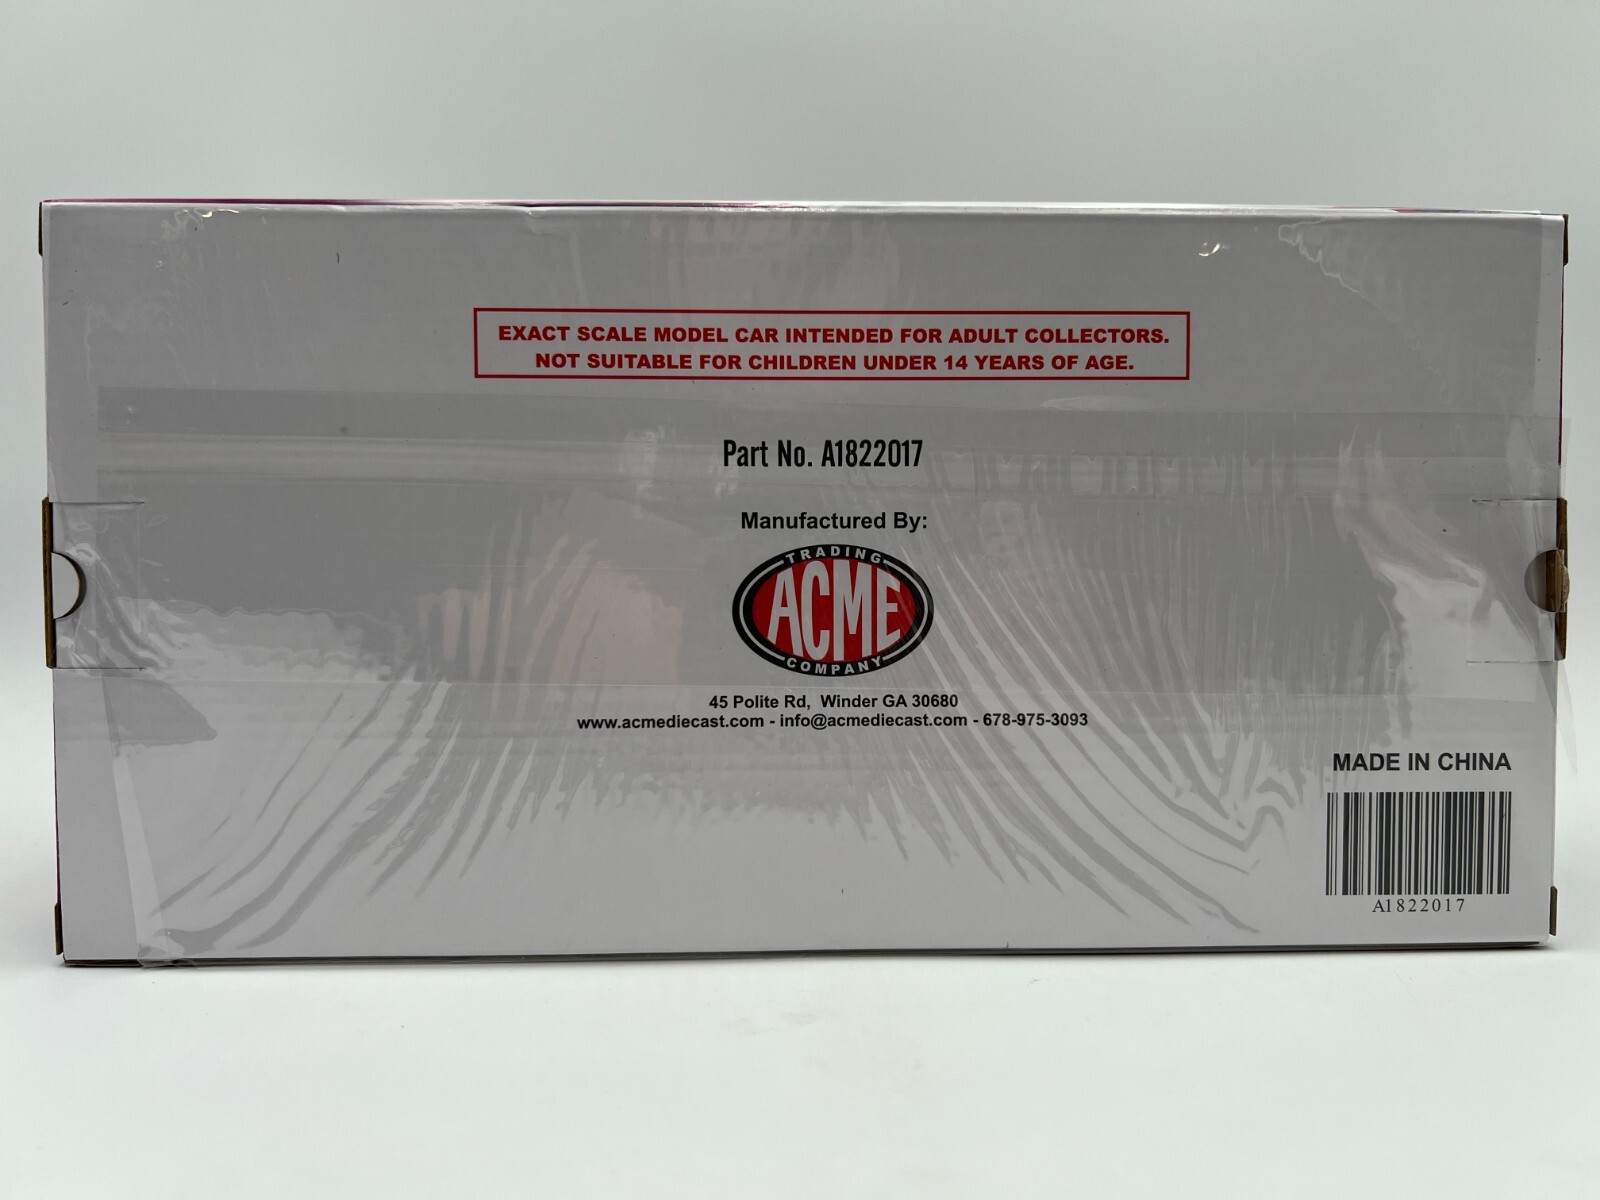 EXACT SCALE MODEL CAR INTENDED FOR ADULT COLLECTORS.
NOT SUITABLE FOR CHILDREN UNDER 14 YEARS OF AGE.
Part No. A1822017
Manufactured By:
TRADING
ACME
COMPANY
45 Polite Rd, Winder GA 30680
www.acmediecast.com - info@acmediecast.com - 678-975-3093
MADE IN CHINA
A1822017